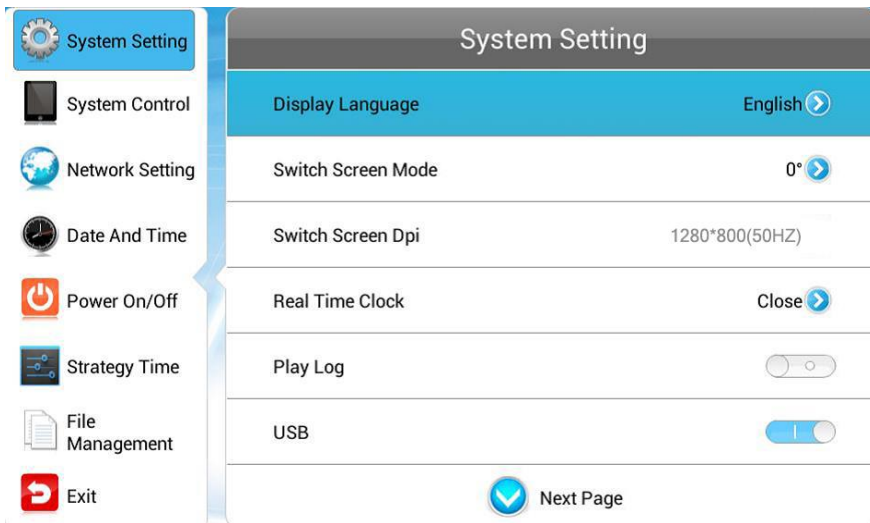 System Setting
System Control
Network Setting
Date And Time
Power On/Off
Strategy Time
File
Management
Exit
System Setting
Display Language English
Switch Screen Mode 0°
Switch Screen Dpi 1280*800(50HZ)
Real Time Clock Close
Play Log
USB
Next Page